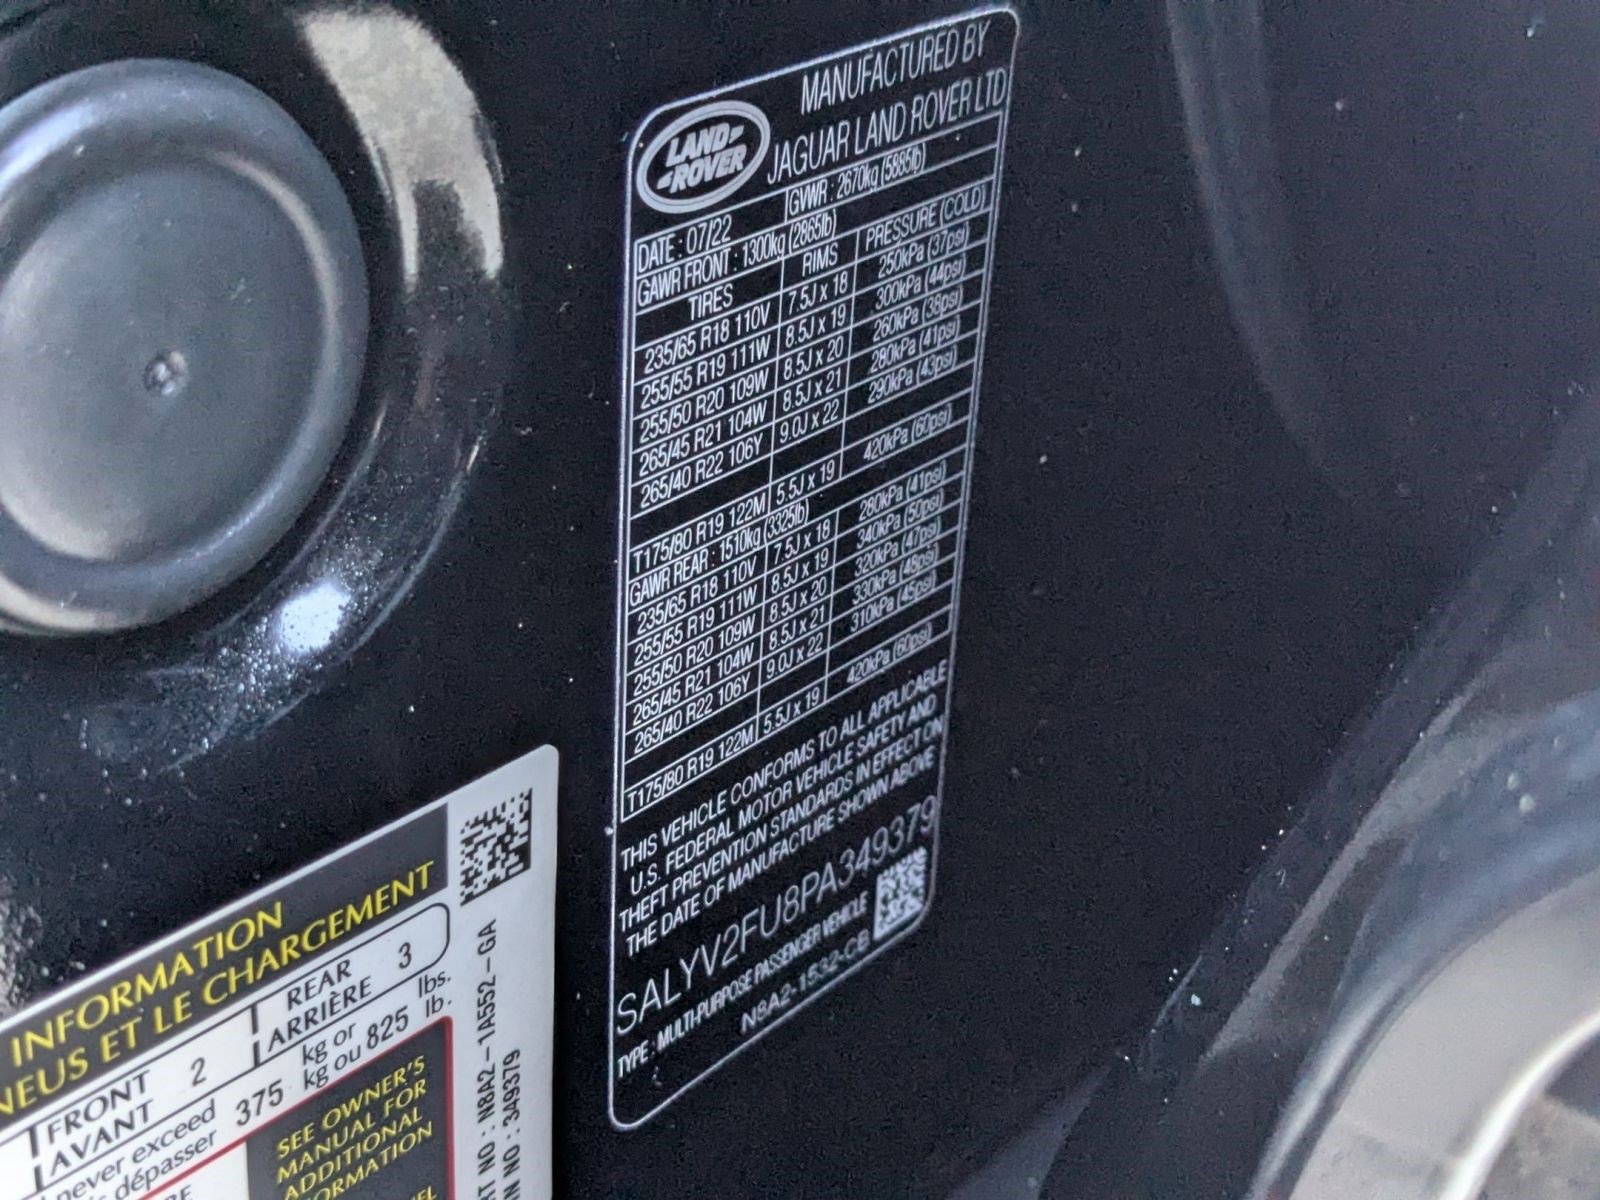 LAND
ROVER
MANUFACTURED BY
JAGUAR LAND ROVER LTD
DATE : 07/22 GVWR : 2670kg (5885lb)
GAWR FRONT : 1300kg (2865lb)
TIRES RIMS PRESSURE (COLD)
235/65 R18 110V 7.5J x 18 250kPa (37psi)
255/55 R19 111W 8.5J x 19 300kPa (44psi)
255/50 R20 109W 8.5J x 20 260kPa (38psi)
265/45 R21 104W 8.5J x 21 280kPa (41psi)
265/40 R22 106Y 9.0J x 22 290kPa (43psi)
T175/80 R19 122M 5.5J x 19 420kPa (60psi)
GAWR REAR : 1510kg (3325lb)
235/65 R18 110V 7.5J x 18 280kPa (41psi)
255/55 R19 111W 8.5J x 19 340kPa (50psi)
255/50 R20 109W 8.5J x 20 320kPa (47psi)
265/45 R21 104W 8.5J x 21 330kPa (48psi)
265/40 R22 106Y 9.0J x 22 310kPa (45psi)
T175/80 R19 122M 5.5J x 19 420kPa (60psi)
THIS VEHICLE CONFORMS TO ALL APPLICABLE
U.S. FEDERAL MOTOR VEHICLE SAFETY AND
THEFT PREVENTION STANDARDS IN EFFECT ON
THE DATE OF MANUFACTURE SHOWN ABOVE
SALYV2FU8PA349379
TYPE : MULTI-PURPOSE PASSENGER VEHICLE
N8A2-1532-CB
INFORMATION
NEUS ET LE CHARGEMENT
FRONT 2 REAR 3
AVANT ARRIÈRE
never exceed 375 kg or 825 lbs.
dépasser kg ou lb.
SEE OWNER'S
MANUAL FOR
ADDITIONAL
ORMATION
RT NO : N8A2-1A552-GA
IN NO : 349379